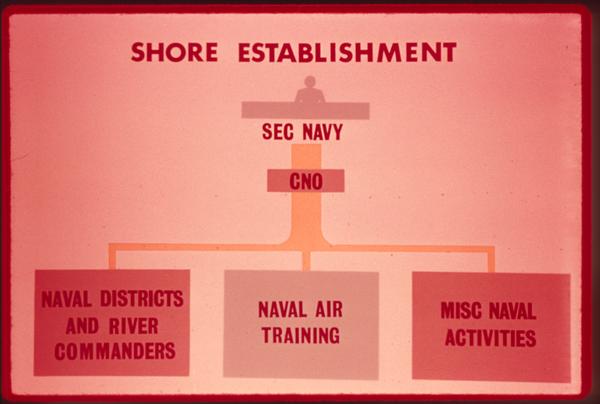 SHORE ESTABLISHMENT
SEC NAVY
CNO
NAVAL DISTRICTS
AND RIVER
COMMANDERS
NAVAL AIR
TRAINING
MISC NAVAL
ACTIVITIES